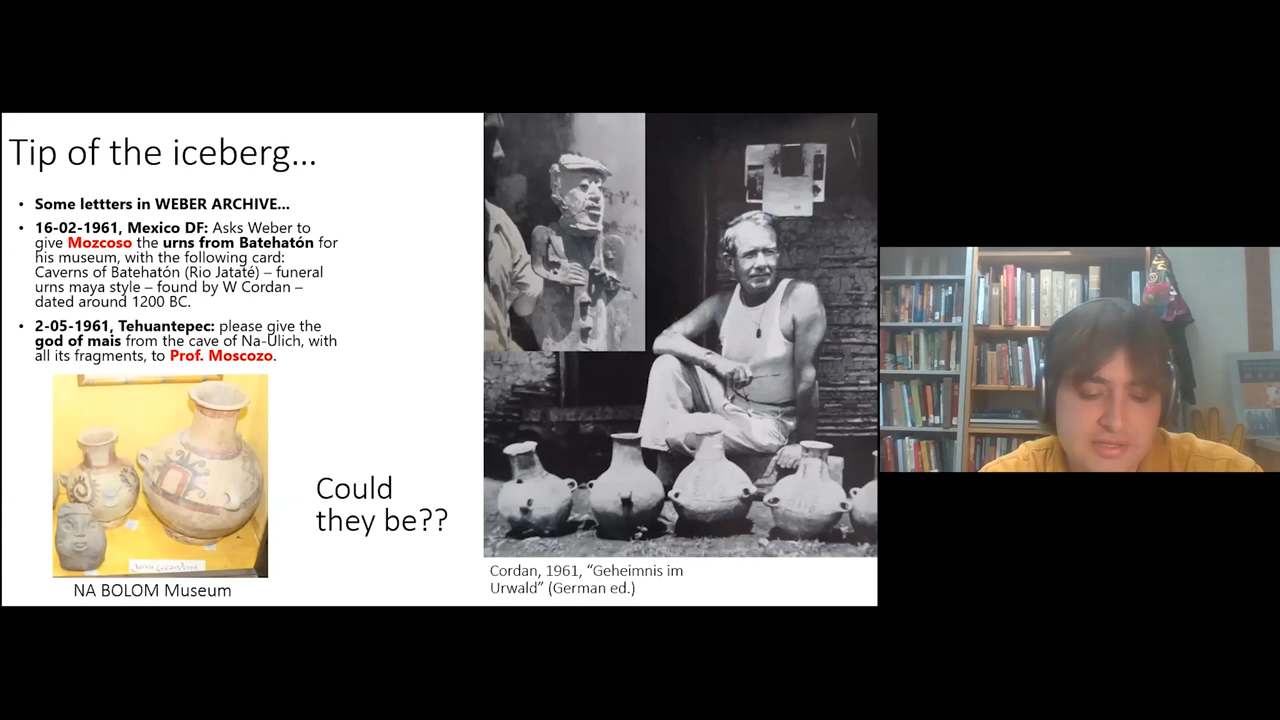 Tip of the iceberg...
• Some lettters in WEBER ARCHIVE...
• 16-02-1961, Mexico DF: Asks Weber to
give Mozcoso the urns from Batehatón for
his museum, with the following card:
Caverns of Batehatón (Rio Jataté) – funeral
urns maya style – found by W Cordan –
dated around 1200 BC.
• 2-05-1961, Tehuantepec: please give the
god of mais from the cave of Na-Ulich, with
all its fragments, to Prof. Moscozo.
Could
they be??
NA BOLOM Museum
Cordan, 1961, “Geheimnis im
Urwald” (German ed.)